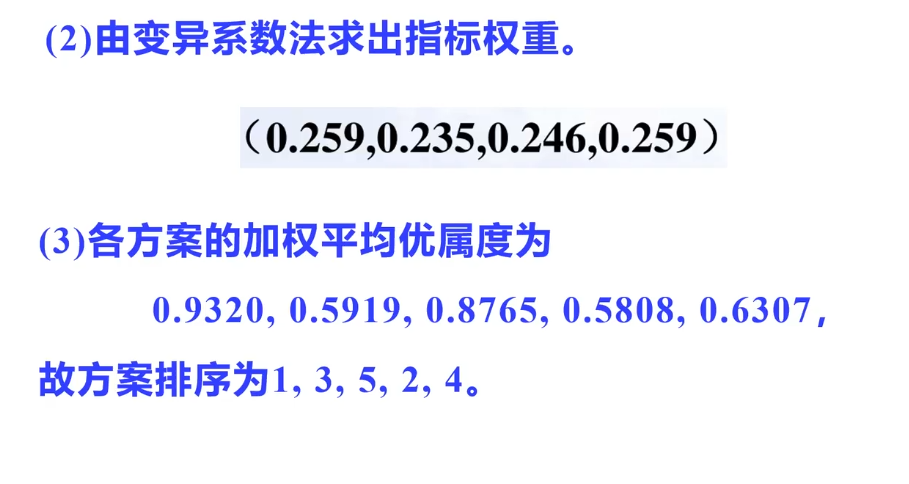 (2)由变异系数法求出指标权重。
（0.259,0.235,0.246,0.259）
(3)各方案的加权平均优属度为
0.9320, 0.5919, 0.8765, 0.5808, 0.6307，
故方案排序为1, 3, 5, 2, 4。